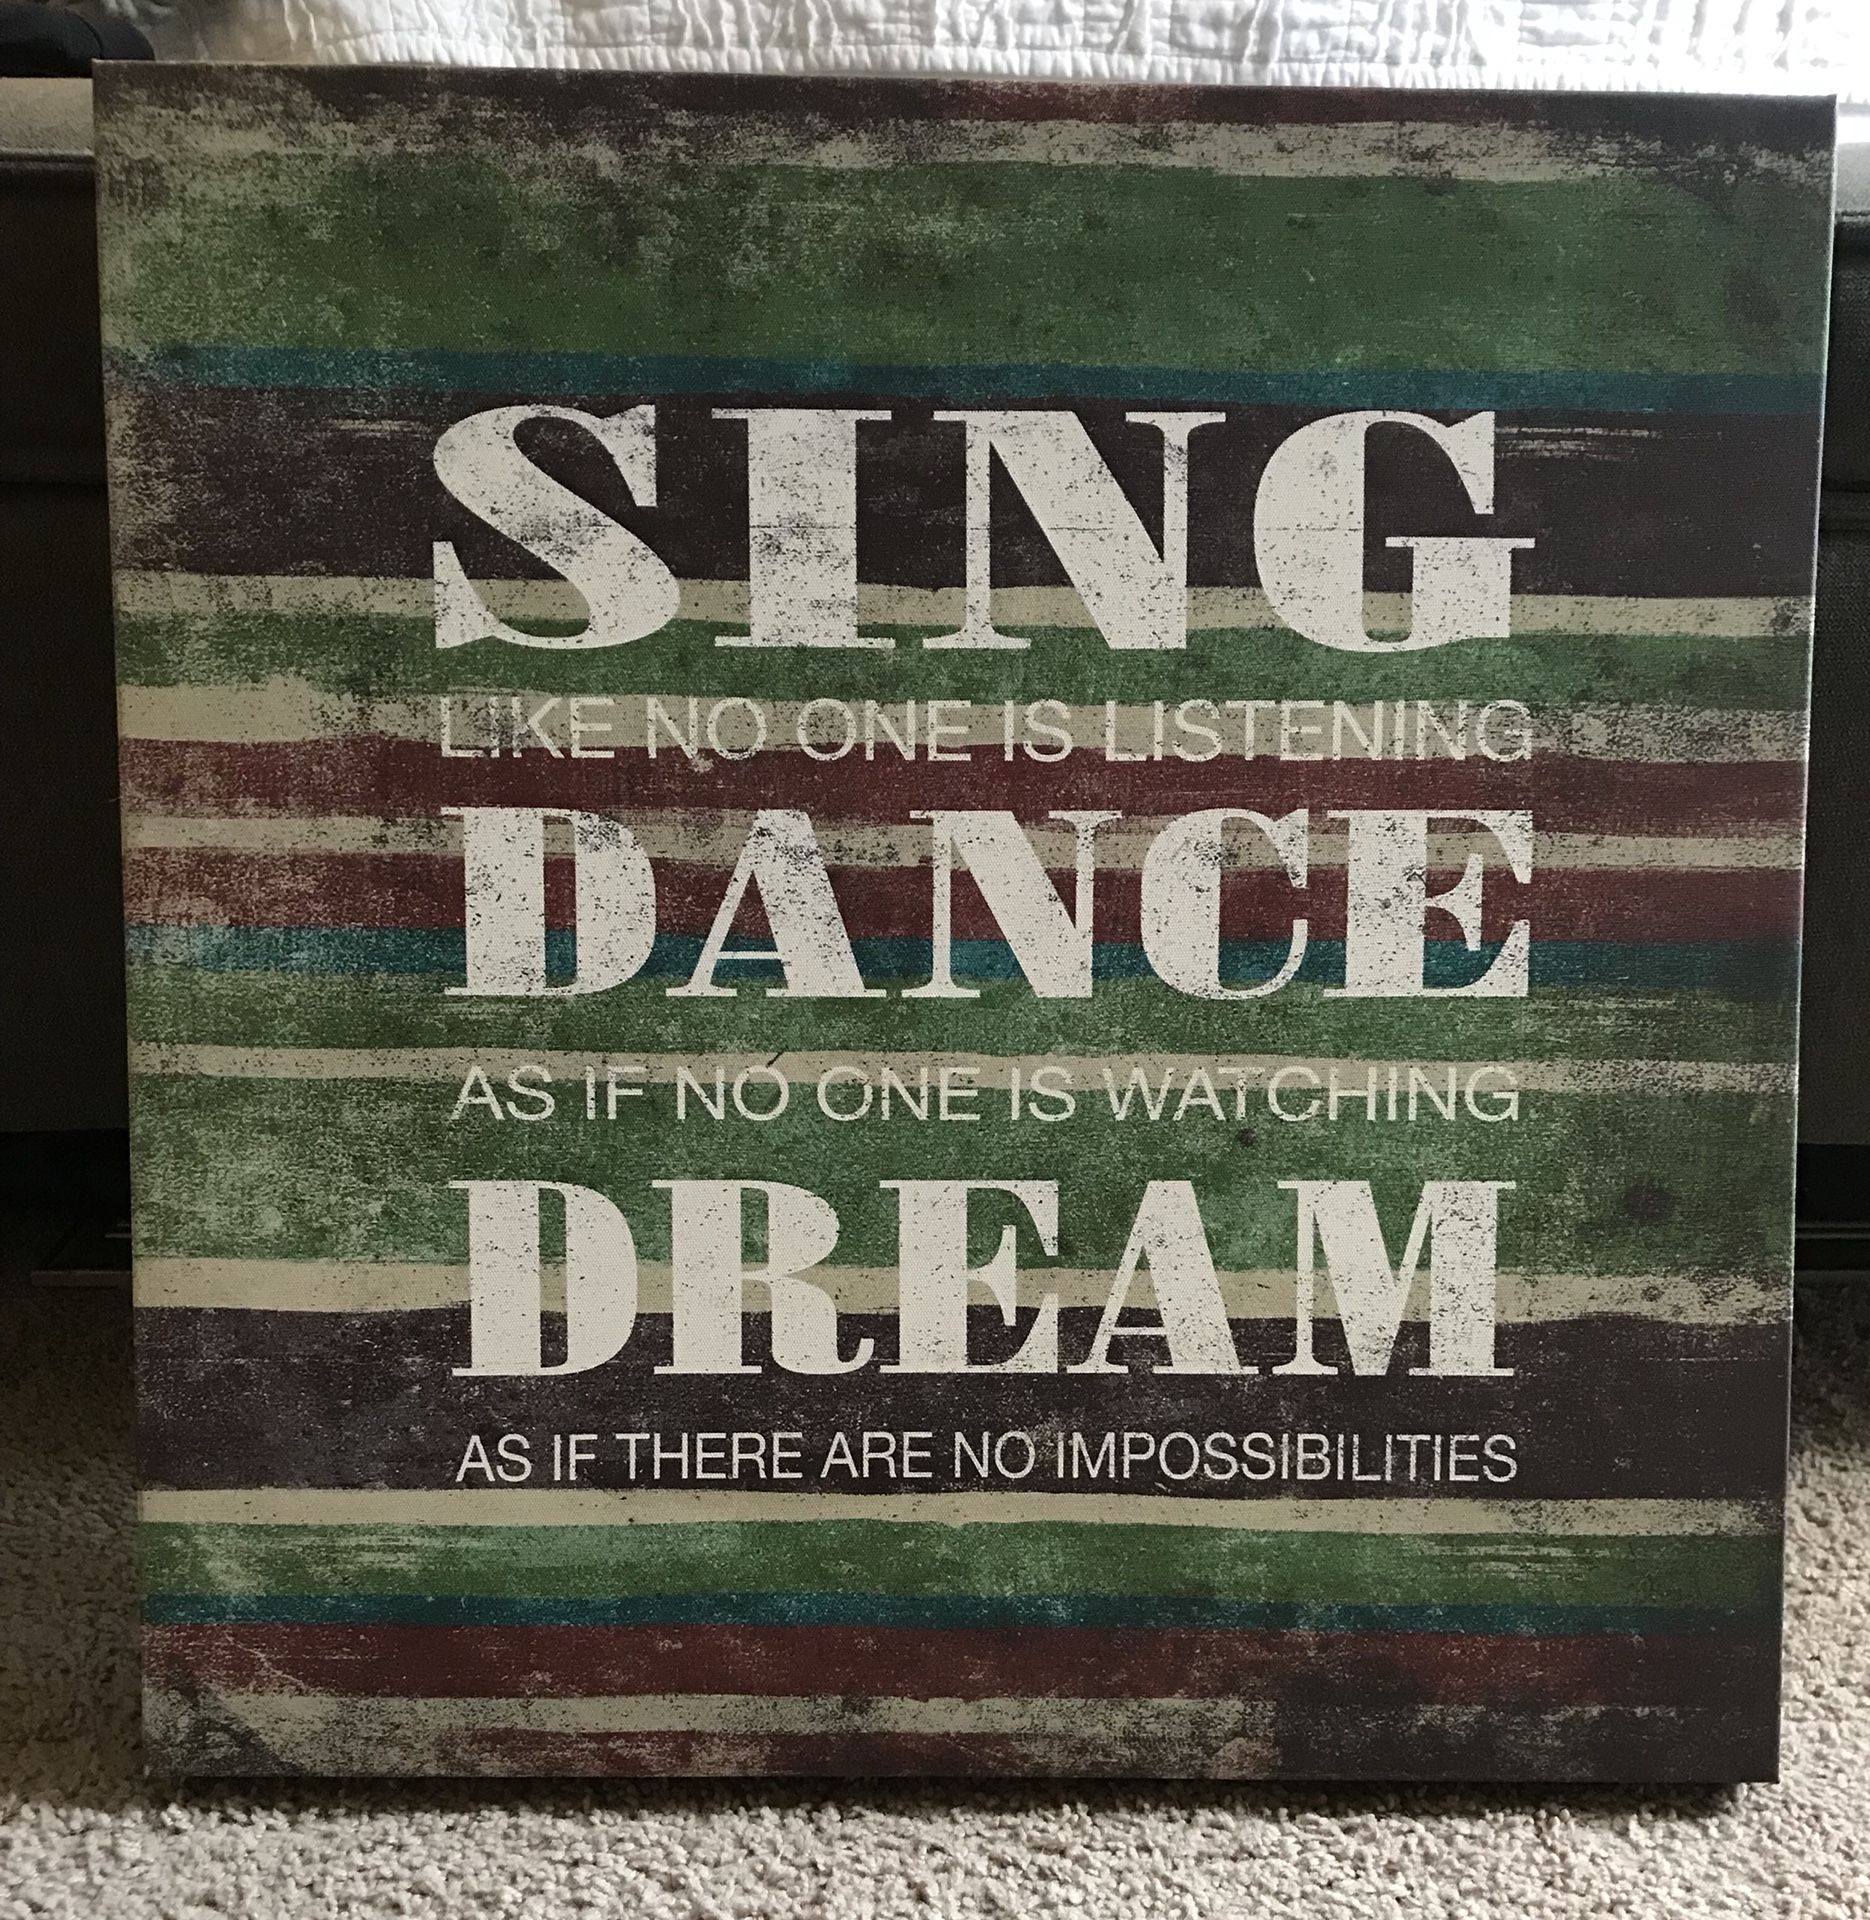 SING
LIKE NO ONE IS LISTENING
DANCE
AS IF NO ONE IS WATCHING
DREAM
AS IF THERE ARE NO IMPOSSIBILITIES